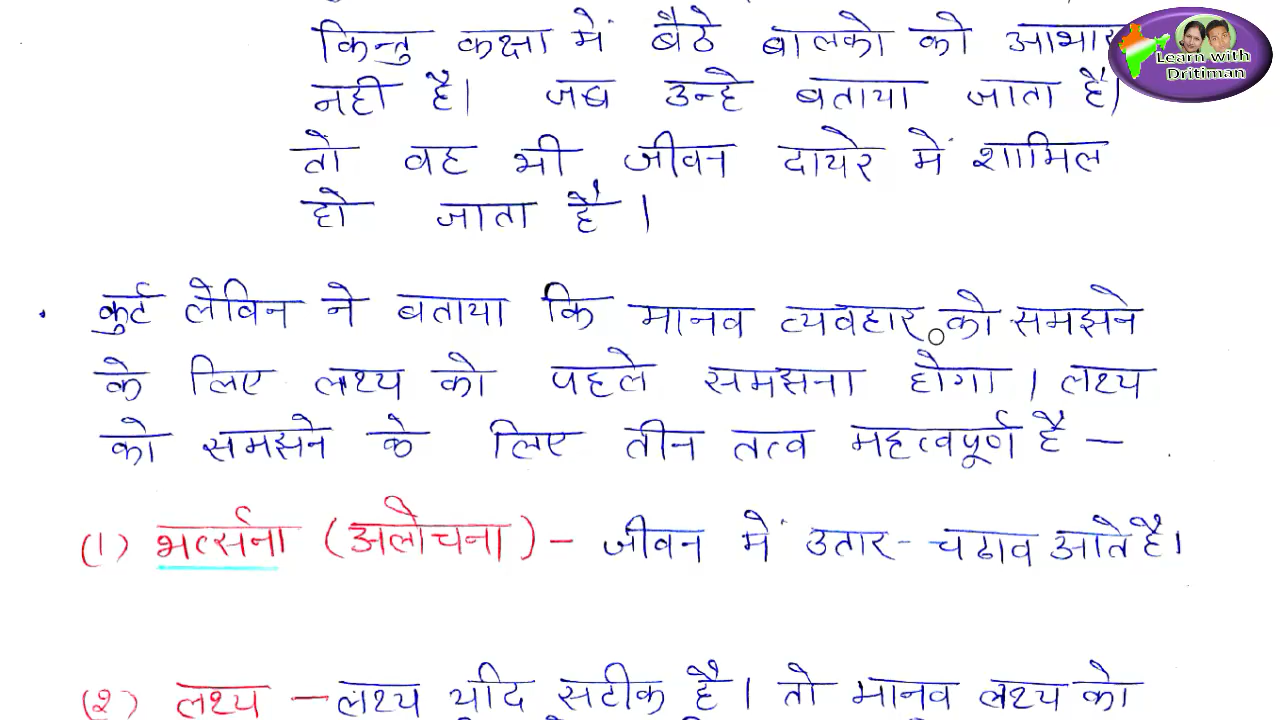 किन्तु कक्षा में बैठे बालको को आभार
नही है। जब उन्हे बताया जाता है।
तो वह भी जीवन दायरे में शामिल
हो जाता है ।
Learn with
Dritiman
. कुर्ट लेविन ने बताया कि मानव व्यवहार को समझने
के लिए लक्ष्य को पहले समझना होगा । लक्ष्य
को समझने के लिए तीन तत्व महत्वपूर्ण है –
(1) भर्त्सना (अलोचना) – जीवन में उतार - चढाव आते है।
(2) लक्ष्य – लक्ष्य यदि सटीक है । तो मानव लक्ष्य को